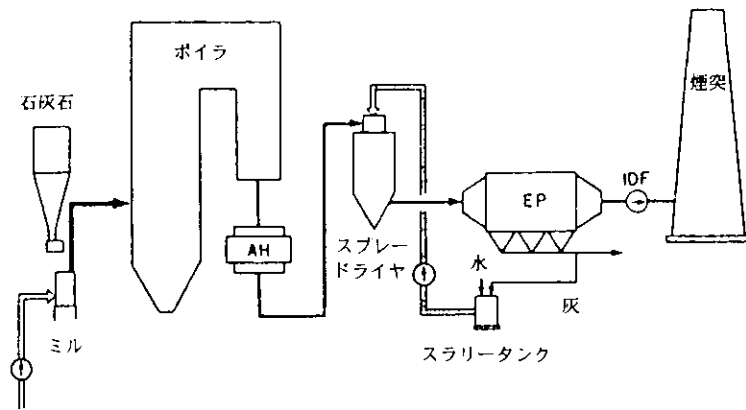 ボイラ
石灰石
煙突
EP
IDF
AH
スプレー
ドライヤ
水
灰
ミル
スラリータンク